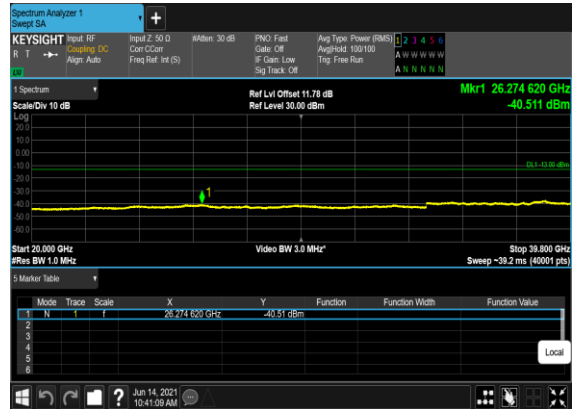 Spectrum Analyzer 1
Swept SA
+
KEYSIGHT Input: RF Input Z: 50 Ω #Atten: 30 dB PNO: Fast Avg Type: Power (RMS) 1 2 3 4 5 6
R T Coupling: DC Corr CCorr Gate: Off Avg|Hold: 100/100 A W W W W W
Align: Auto Freq Ref: Int (S) IF Gain: Low Trig: Free Run
Sig Track: Off A N N N N N
1 Spectrum Ref Lvl Offset 11.78 dB Mkr1 26.274 620 GHz
Scale/Div 10 dB Ref Level 30.00 dBm -40.511 dBm
Log
20.0
10.0
0.00
-10.0 DL1 -13.00 dBm
-20.0
-30.0 1
-40.0
-50.0
-60.0
Start 20.000 GHz Video BW 3.0 MHz* Stop 39.800 GHz
#Res BW 1.0 MHz Sweep ~39.2 ms (40001 pts)
5 Marker Table
Mode Trace Scale X Y Function Function Width Function Value
1 N 1 f 26.274 620 GHz -40.51 dBm
2
3
4
5
6
Local
? Jun 14, 2021
10:41:09 AM